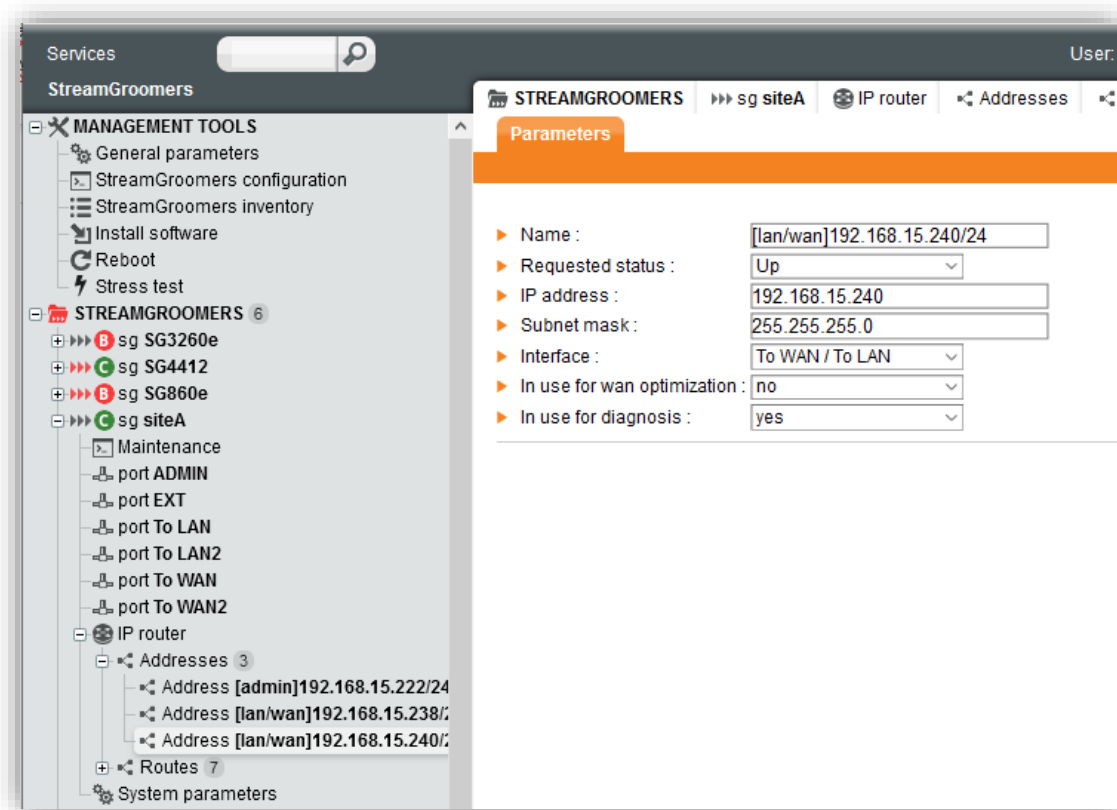 Services
User:
StreamGroomers
STREAMGROOMERS sg siteA IP router Addresses
MANAGEMENT TOOLS
General parameters
StreamGroomers configuration
StreamGroomers inventory
Install software
Reboot
Stress test
STREAMGROOMERS 6
B sg SG3260e
C sg SG4412
B sg SG860e
C sg siteA
Maintenance
port ADMIN
port EXT
port To LAN
port To LAN2
port To WAN
port To WAN2
IP router
Addresses 3
Address [admin]192.168.15.222/24
Address [lan/wan]192.168.15.238/2
Address [lan/wan]192.168.15.240/2
Routes 7
System parameters
Parameters
Name : [lan/wan]192.168.15.240/24
Requested status : Up
IP address : 192.168.15.240
Subnet mask : 255.255.255.0
Interface : To WAN / To LAN
In use for wan optimization : no
In use for diagnosis : yes